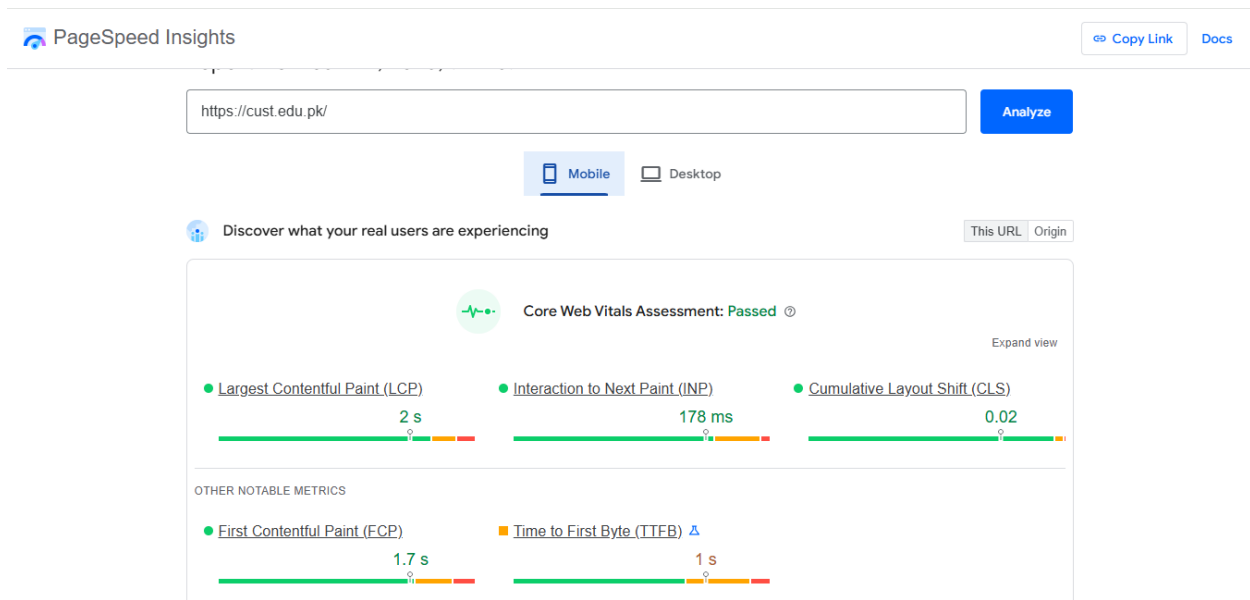 PageSpeed Insights
Copy Link
Docs
https://cust.edu.pk/
Analyze
Mobile
Desktop
Discover what your real users are experiencing
This URL
Origin
Core Web Vitals Assessment: Passed
Expand view
Largest Contentful Paint (LCP)
2 s
Interaction to Next Paint (INP)
178 ms
Cumulative Layout Shift (CLS)
0.02
OTHER NOTABLE METRICS
First Contentful Paint (FCP)
1.7 s
Time to First Byte (TTFB)
1 s